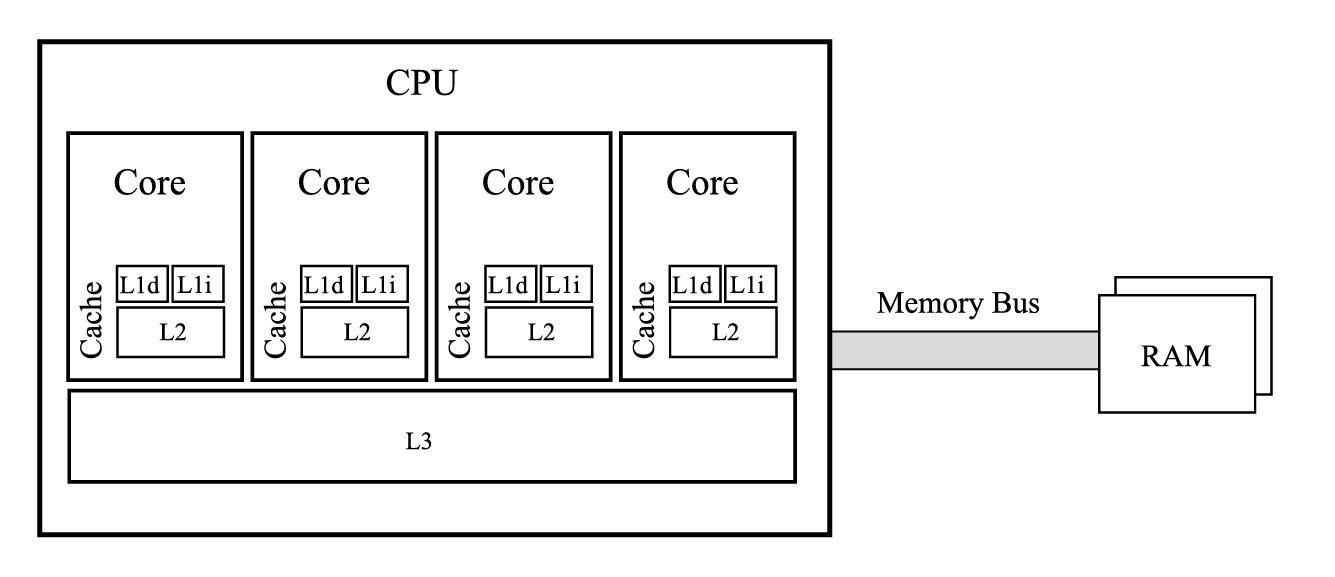 CPU
Core Core Core Core
Cache L1d L1i Cache L1d L1i Cache L1d L1i Cache L1d L1i
L2 L2 L2 L2
L3
Memory Bus
RAM